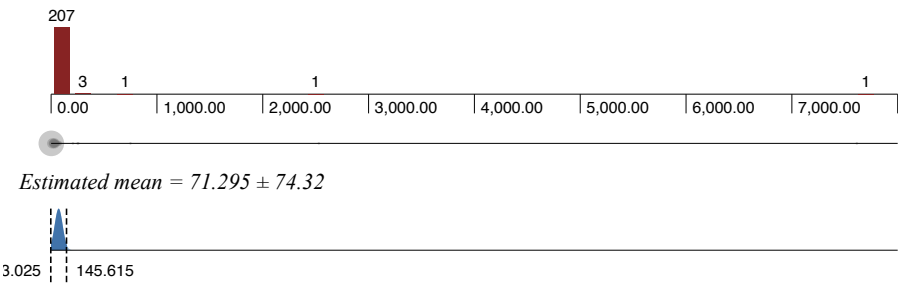 207
3 1 1 1
0.00 1,000.00 2,000.00 3,000.00 4,000.00 5,000.00 6,000.00 7,000.00
Estimated mean = 71.295 ± 74.32
3.025 145.615